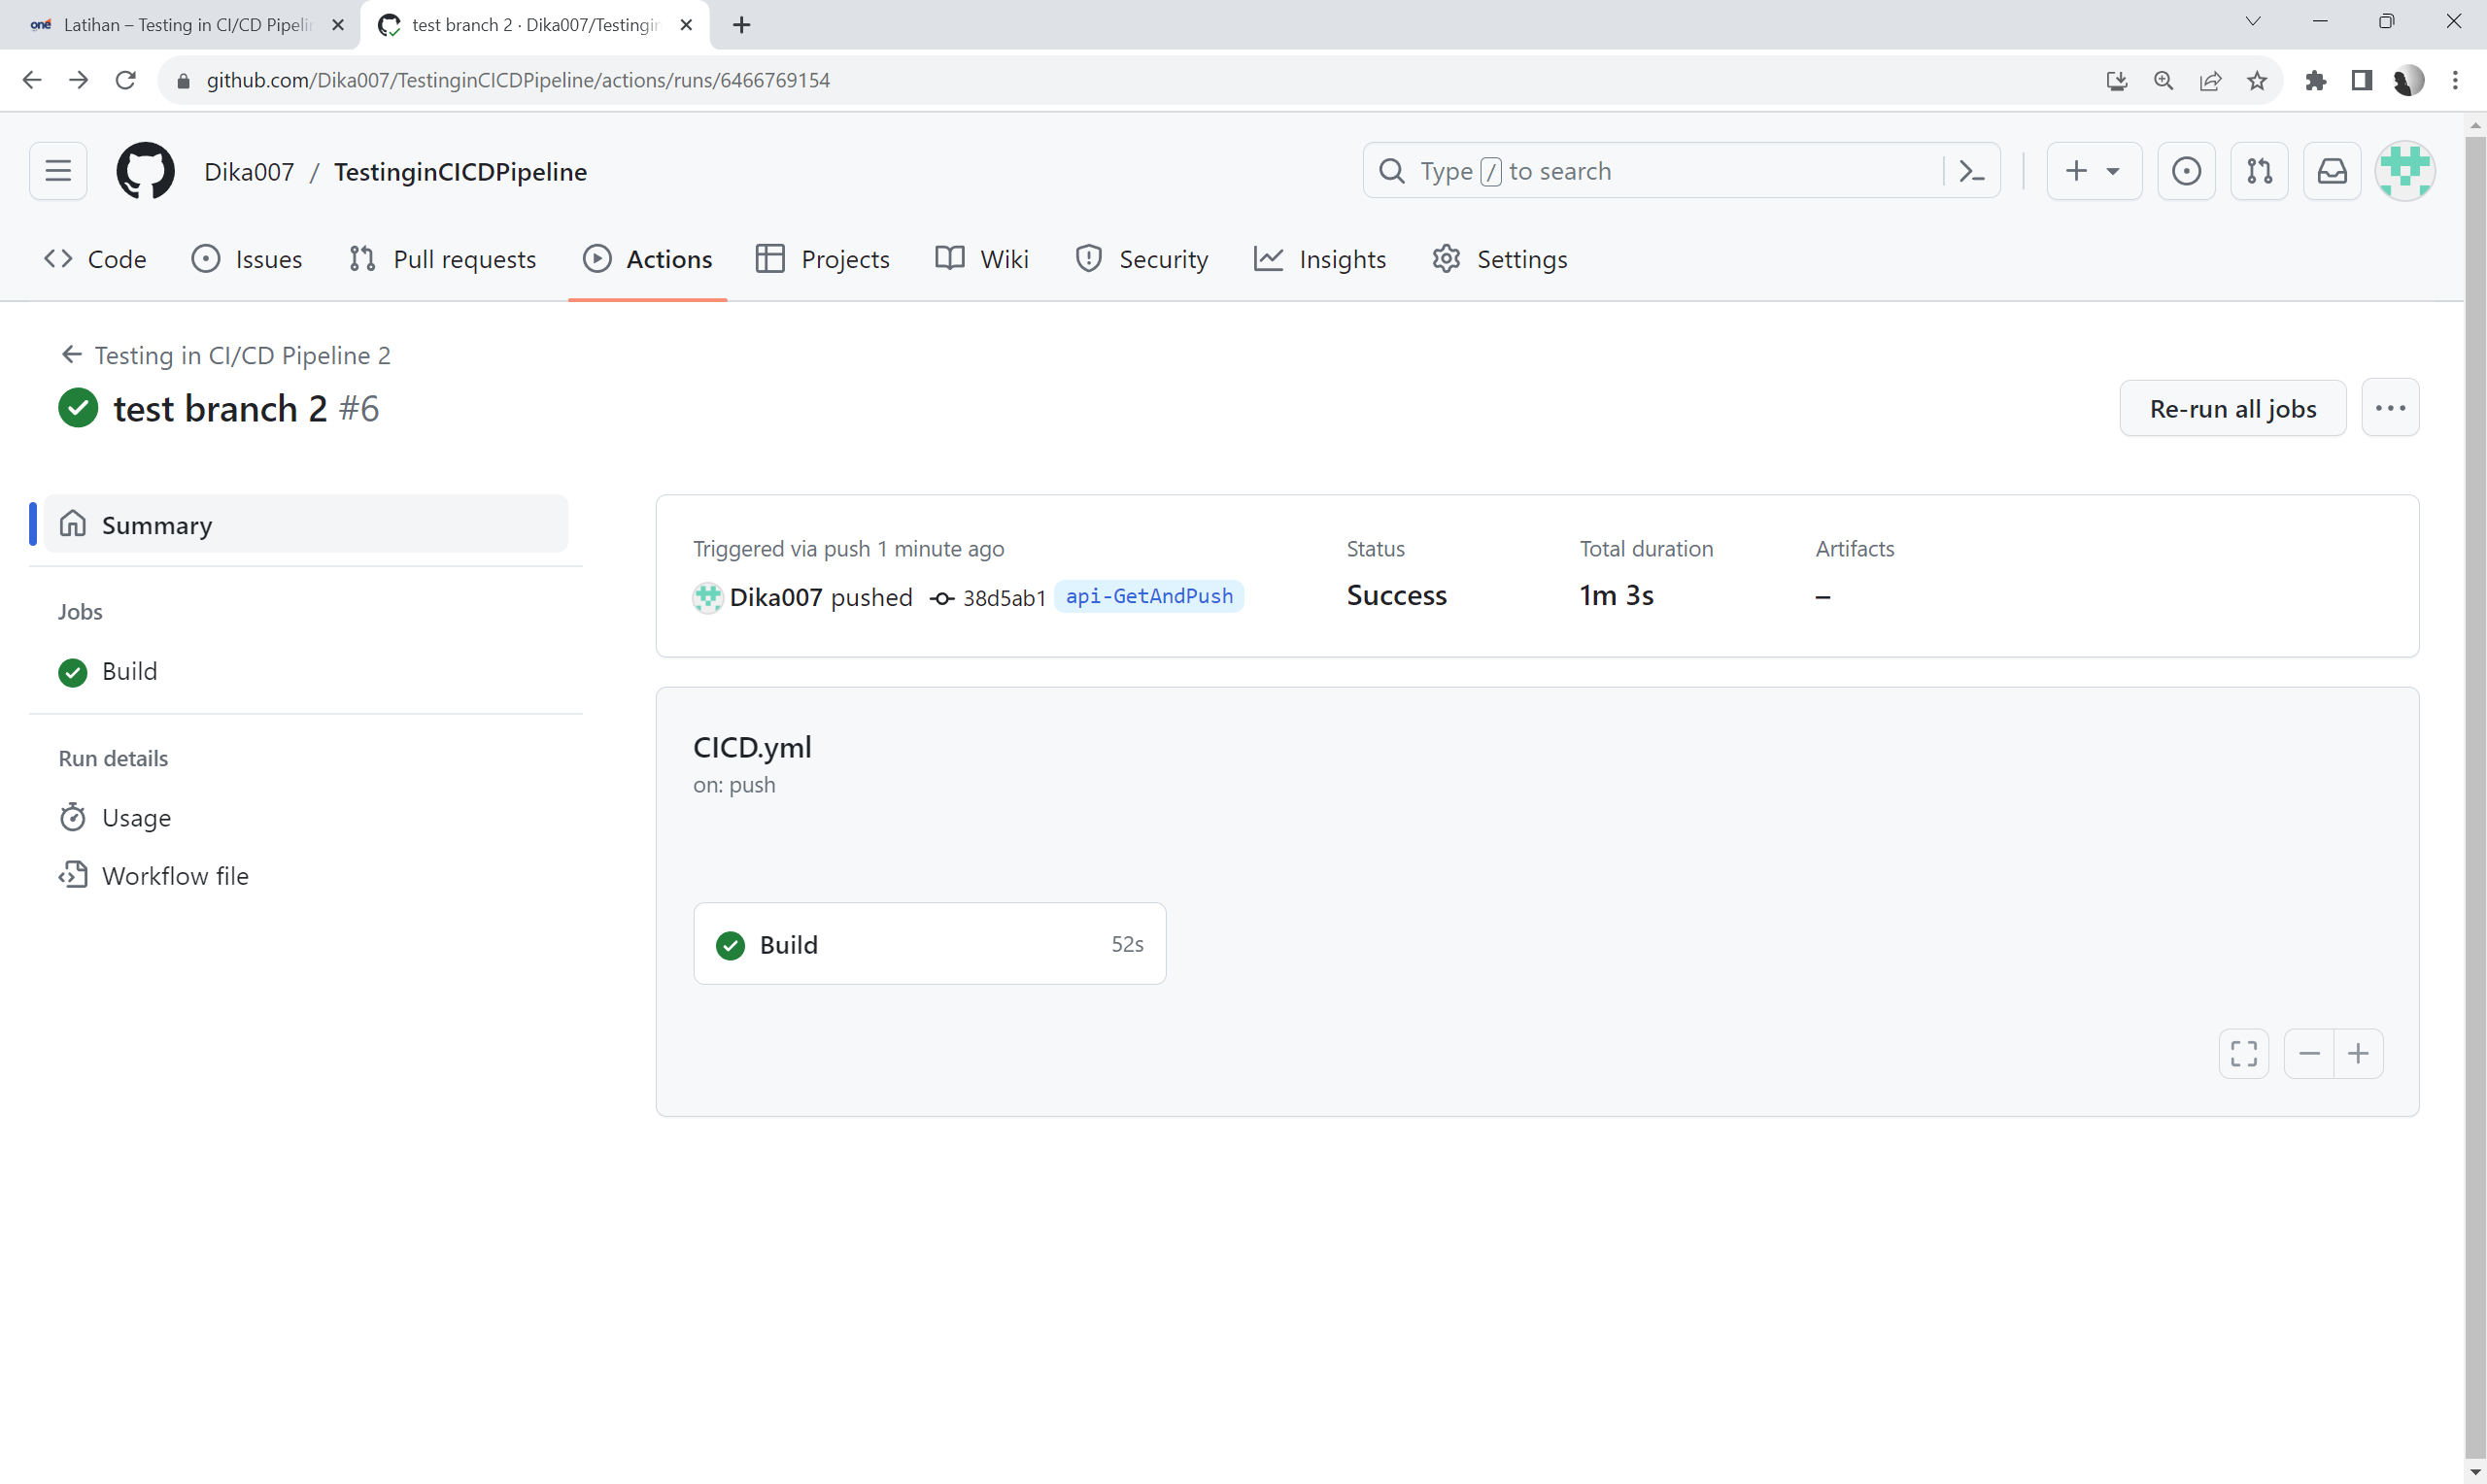 one Latihan – Testing in CI/CD Pipeli
test branch 2 · Dika007/Testingin
github.com/Dika007/TestinginCICDPipeline/actions/runs/6466769154
Dika007 / TestinginCICDPipeline
Type / to search
Code Issues Pull requests Actions Projects Wiki Security Insights Settings
Testing in CI/CD Pipeline 2
test branch 2 #6
Re-run all jobs
Summary
Jobs
Build
Run details
Usage
Workflow file
Triggered via push 1 minute ago
Dika007 pushed 38d5ab1 api-GetAndPush
Status
Success
Total duration
1m 3s
Artifacts
–
CICD.yml
on: push
Build 52s